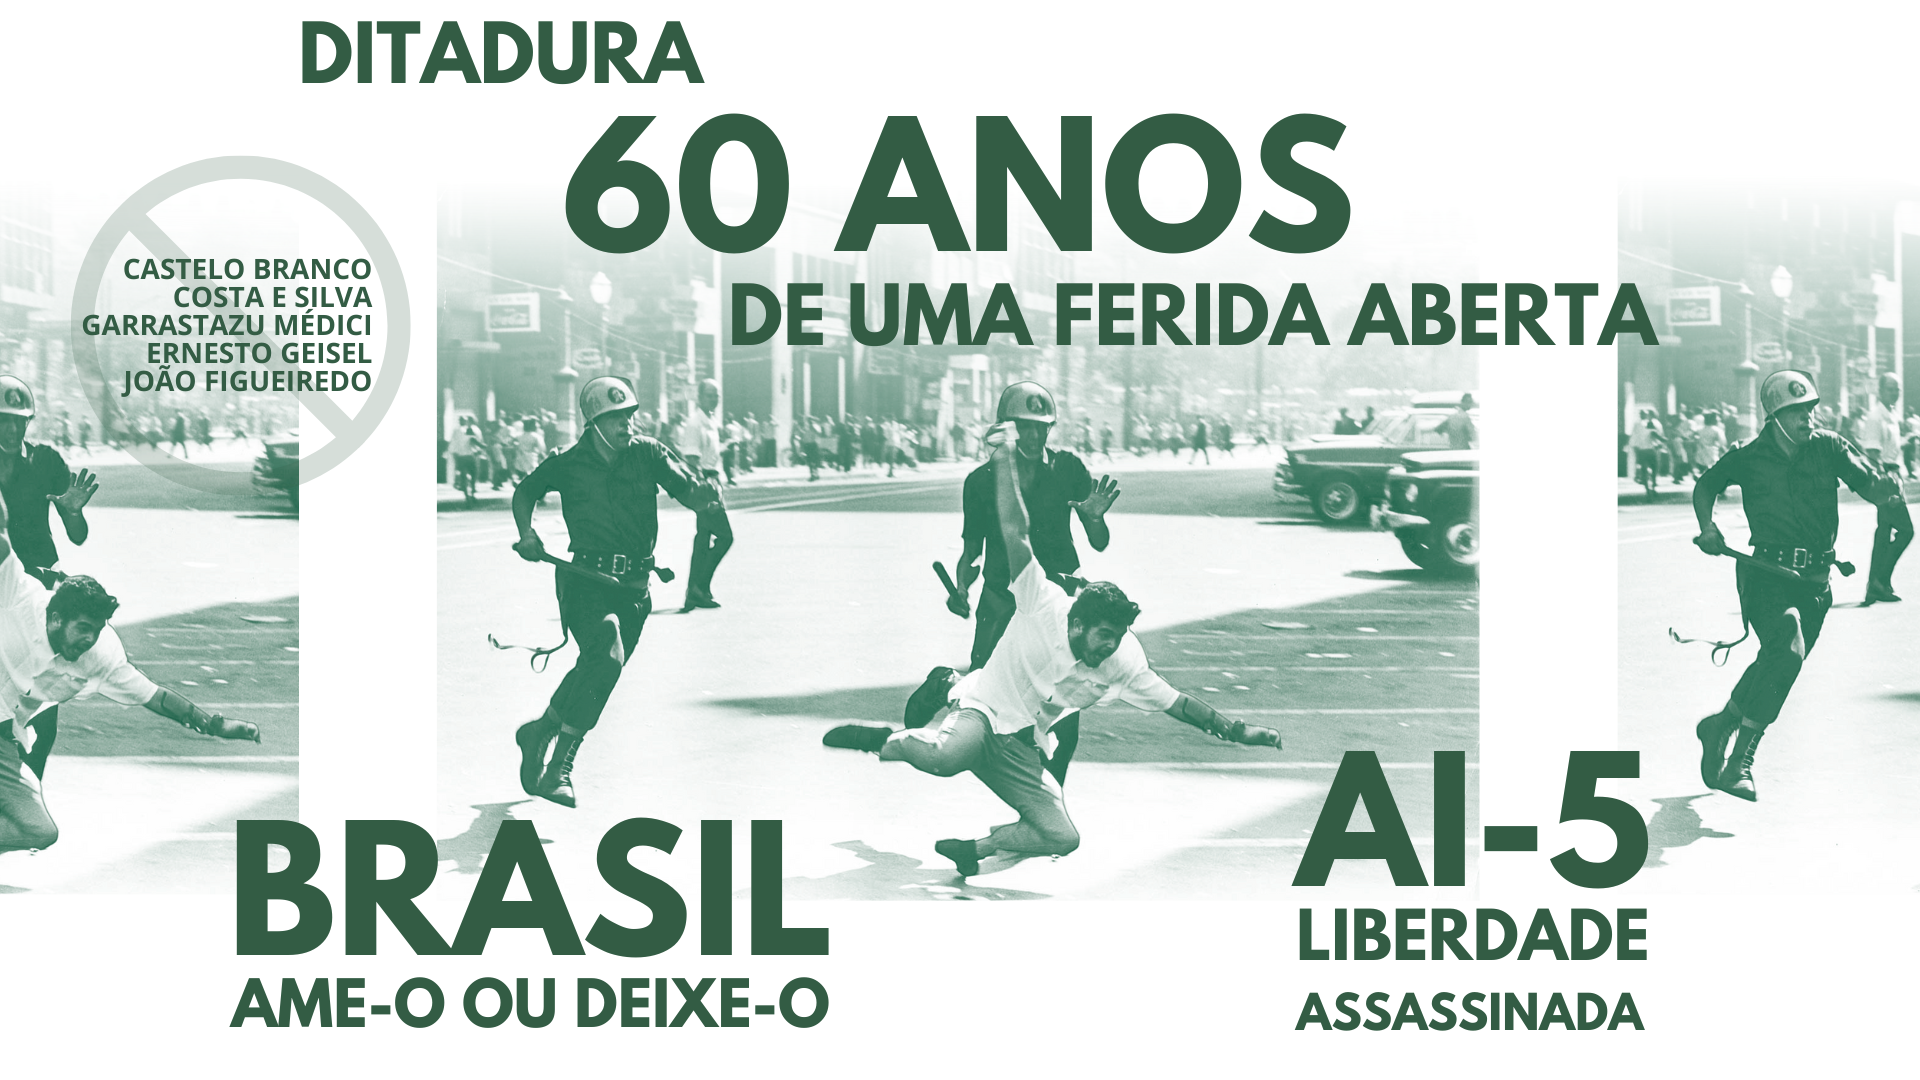 DITADURA
60 ANOS
DE UMA FERIDA ABERTA
CASTELO BRANCO
COSTA E SILVA
GARRASTAZU MÉDICI
ERNESTO GEISEL
JOÃO FIGUEIREDO
BRASIL
AME-O OU DEIXE-O
AI-5
LIBERDADE
ASSASSINADA